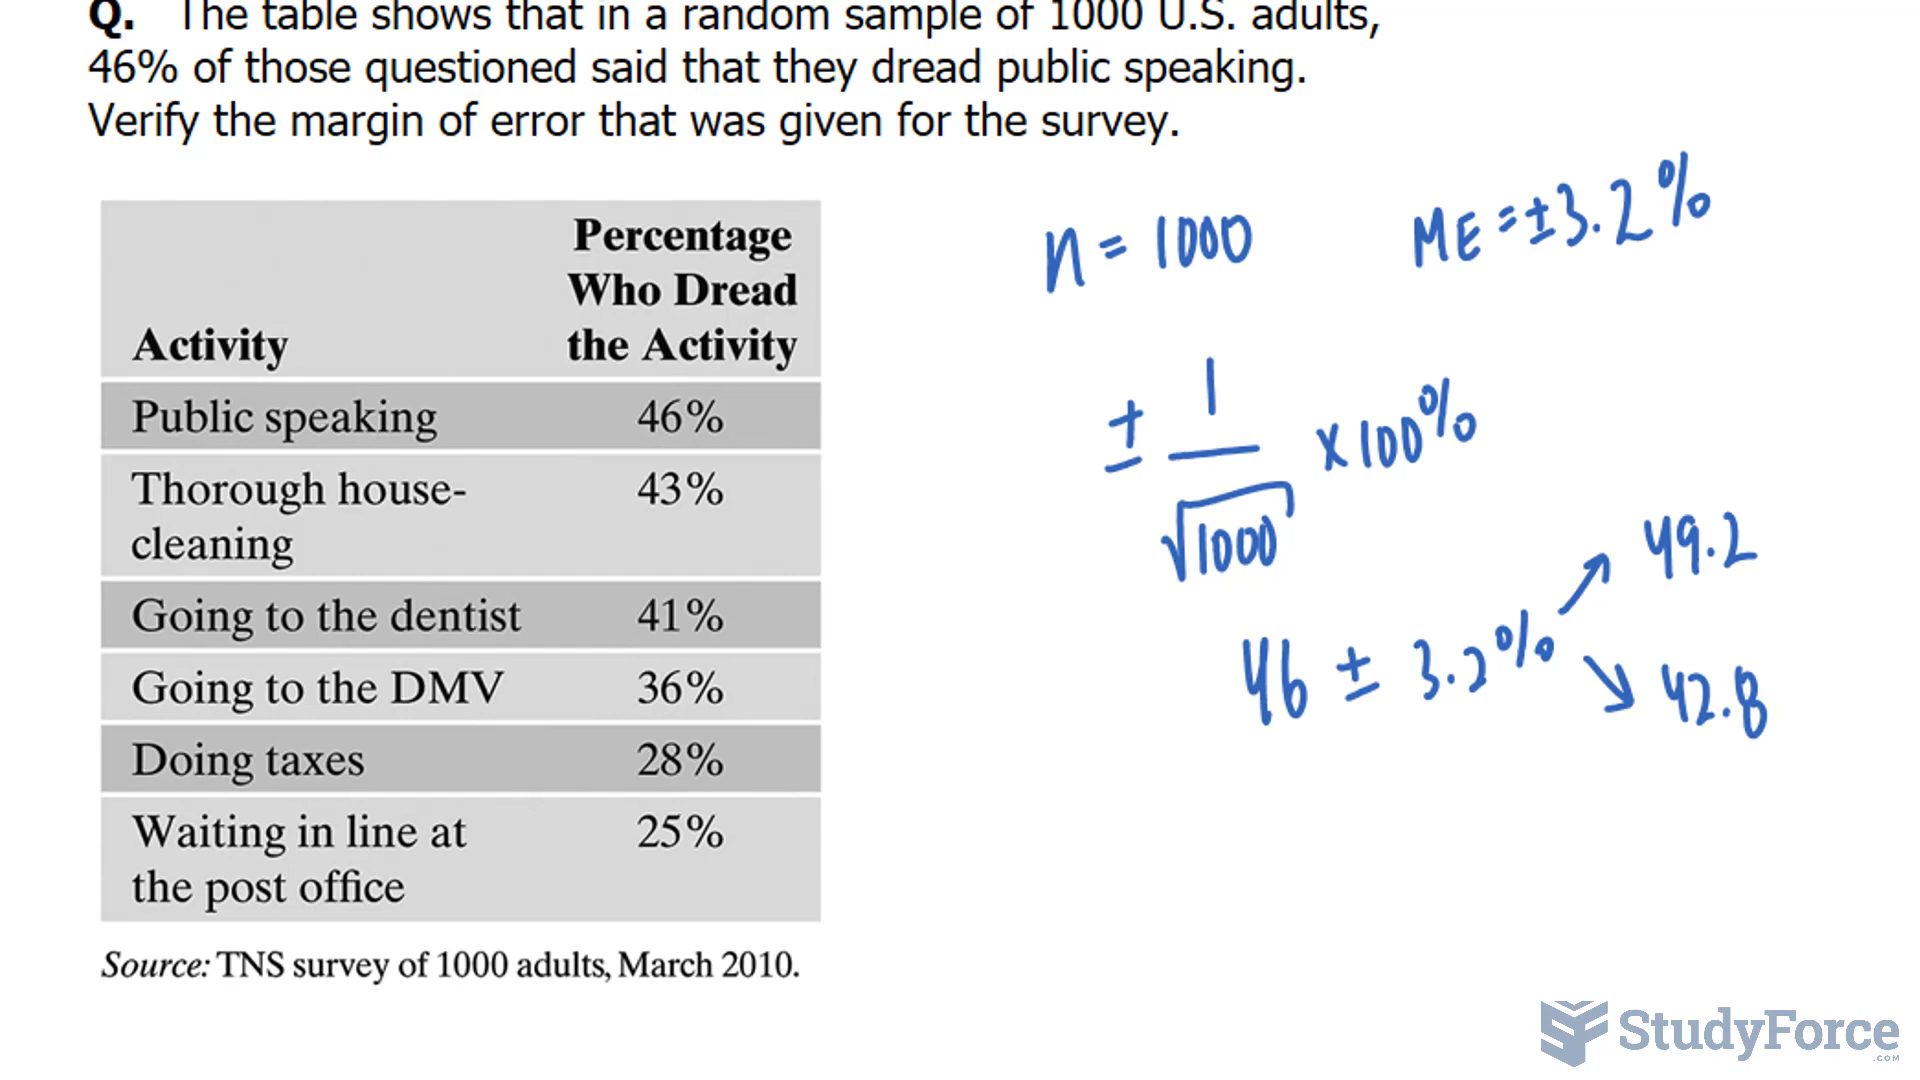 Q. The table shows that in a random sample of 1000 U.S. adults,
46% of those questioned said that they dread public speaking.
Verify the margin of error that was given for the survey.
Activity Percentage Who Dread the Activity
Public speaking 46%
Thorough house- 43%
cleaning
Going to the dentist 41%
Going to the DMV 36%
Doing taxes 28%
Waiting in line at 25%
the post office
Source: TNS survey of 1000 adults, March 2010.
n = 1000 ME = ±3.2%
± 1/√1000 × 100%
46 ± 3.2%
49.2
42.8
StudyForce
.COM